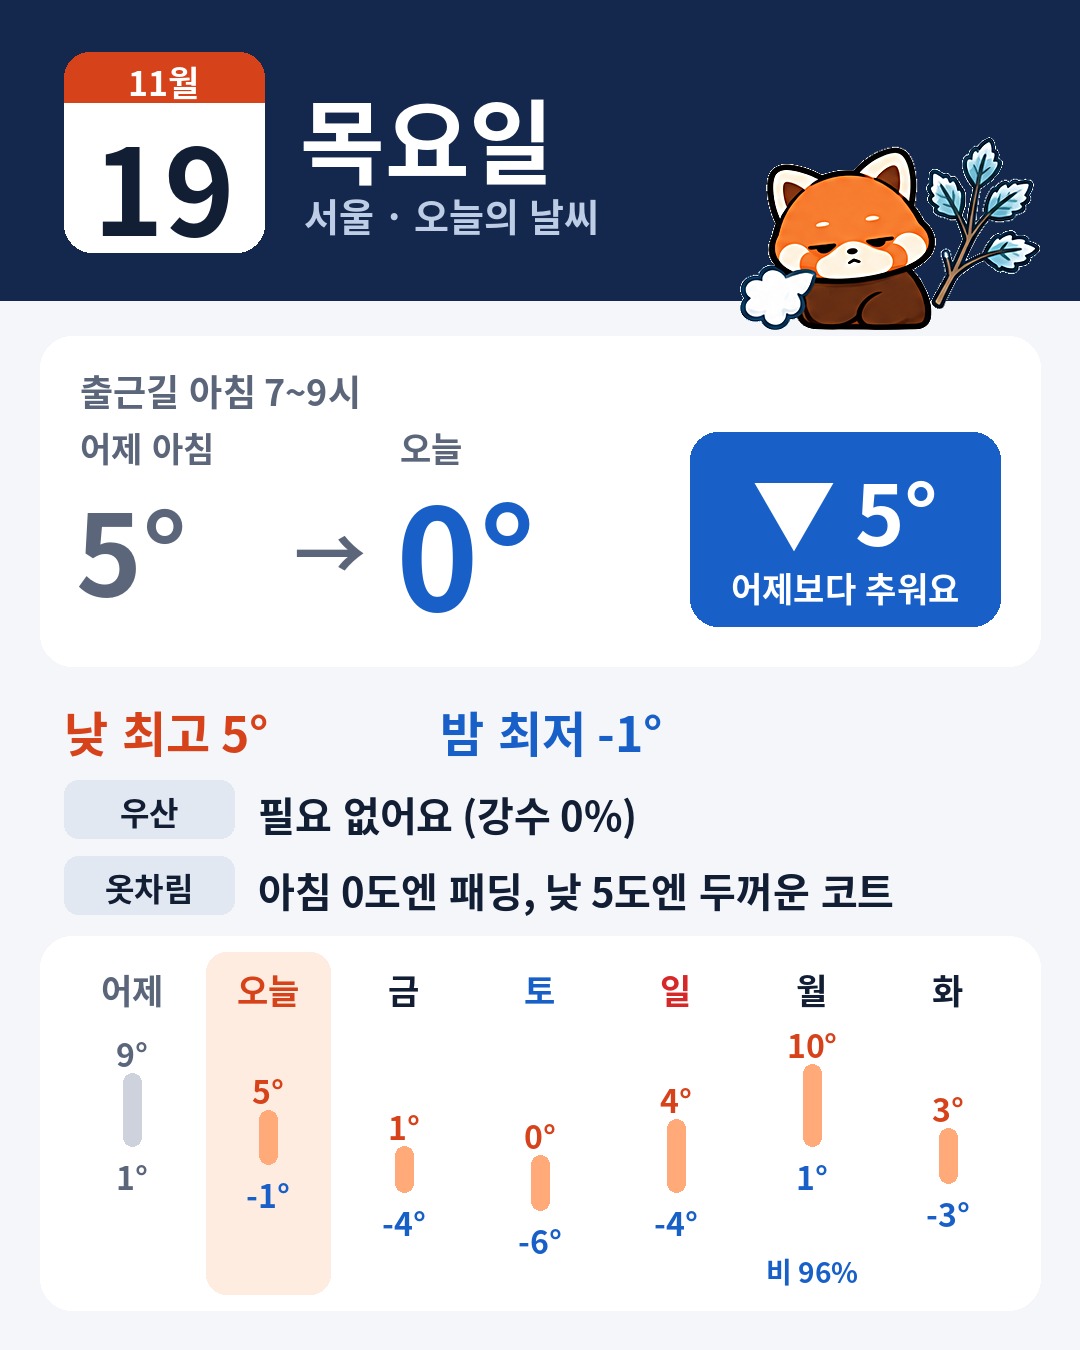 11월
19
목요일
서울 · 오늘의 날씨
출근길 아침 7~9시
어제 아침 오늘
5° → 0°
▼ 5°
어제보다 추워요
낮 최고 5° 밤 최저 -1°
우산 필요 없어요 (강수 0%)
옷차림 아침 0도엔 패딩, 낮 5도엔 두꺼운 코트
어제 오늘 금 토 일 월 화
9° 5° 1° 0° 4° 10° 3°
1° -1° -4° -6° -4° 1° -3°
비 96%